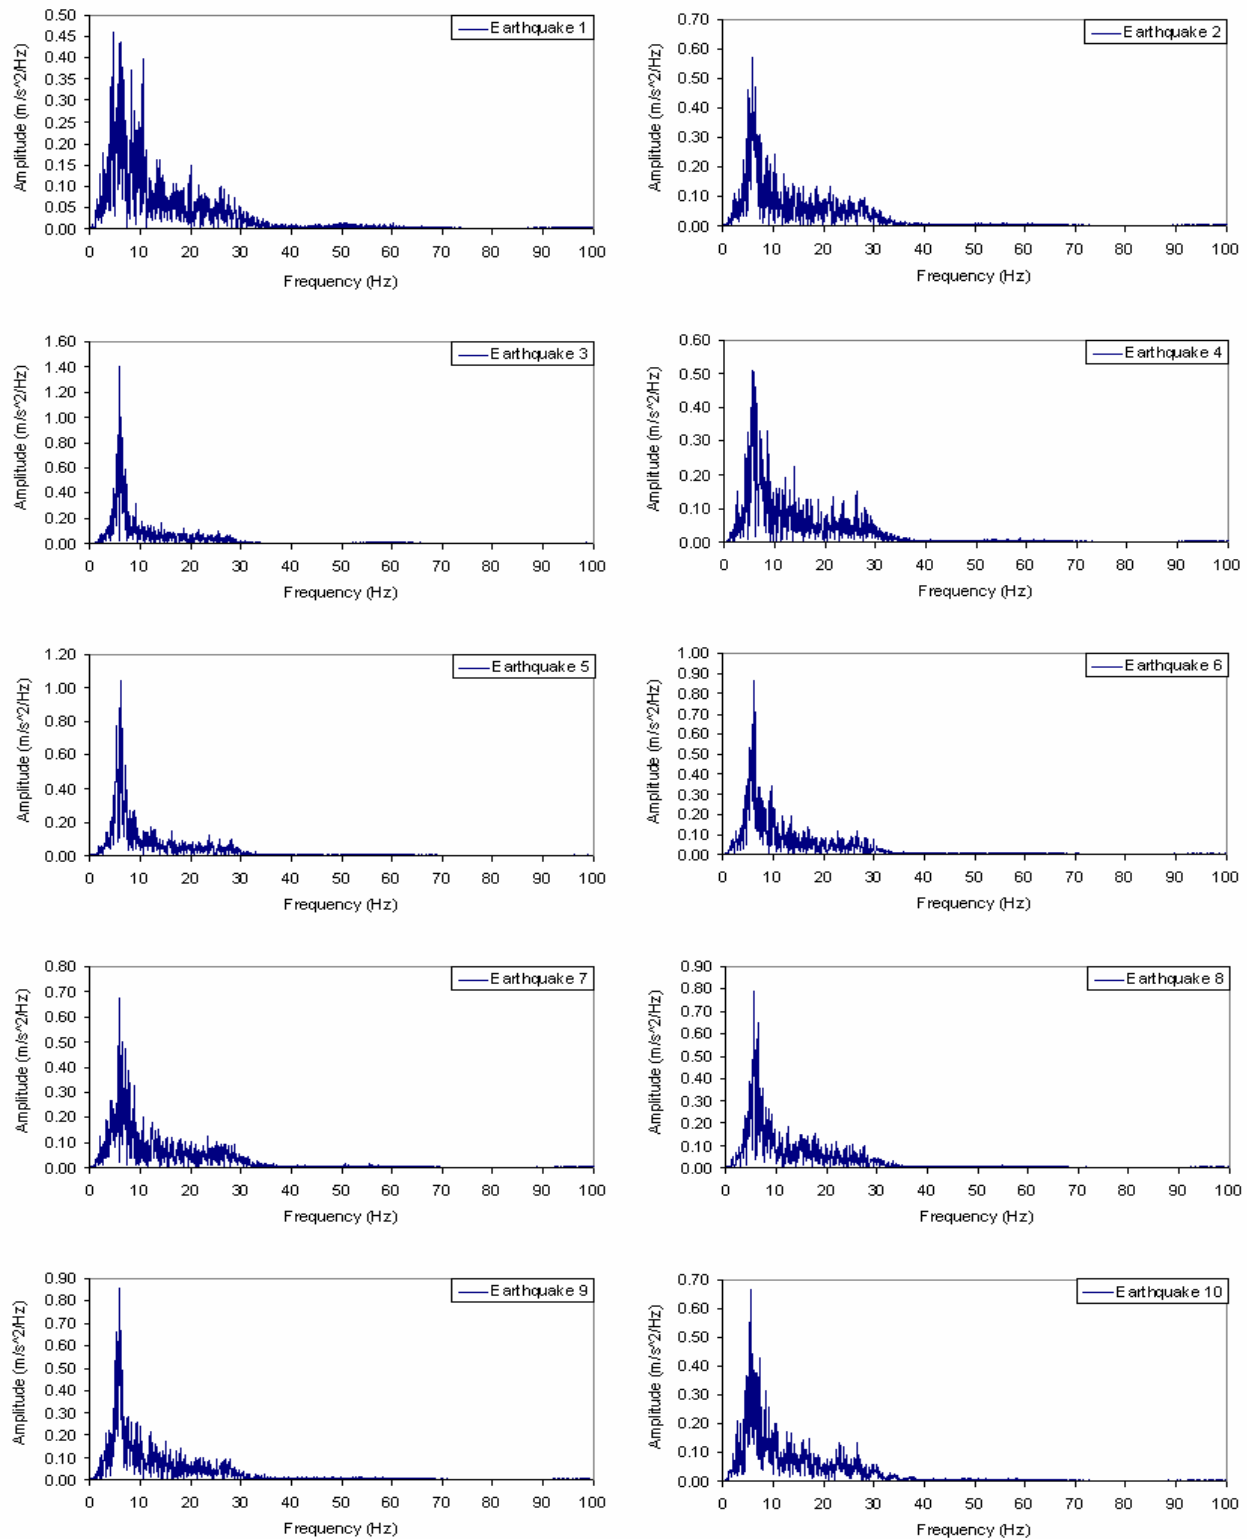 Earthquake 1
Amplitude (m/s^2/Hz)
0.50
0.45
0.40
0.35
0.30
0.25
0.20
0.15
0.10
0.05
0.00
0 10 20 30 40 50 60 70 80 90 100
Frequency (Hz)
Earthquake 2
Amplitude (m/s^2/Hz)
0.70
0.60
0.50
0.40
0.30
0.20
0.10
0.00
0 10 20 30 40 50 60 70 80 90 100
Frequency (Hz)
Earthquake 3
Amplitude (m/s^2/Hz)
1.60
1.40
1.20
1.00
0.80
0.60
0.40
0.20
0.00
0 10 20 30 40 50 60 70 80 90 100
Frequency (Hz)
Earthquake 4
Amplitude (m/s^2/Hz)
0.60
0.50
0.40
0.30
0.20
0.10
0.00
0 10 20 30 40 50 60 70 80 90 100
Frequency (Hz)
Earthquake 5
Amplitude (m/s^2/Hz)
1.20
1.00
0.80
0.60
0.40
0.20
0.00
0 10 20 30 40 50 60 70 80 90 100
Frequency (Hz)
Earthquake 6
Amplitude (m/s^2/Hz)
1.00
0.90
0.80
0.70
0.60
0.50
0.40
0.30
0.20
0.10
0.00
0 10 20 30 40 50 60 70 80 90 100
Frequency (Hz)
Earthquake 7
Amplitude (m/s^2/Hz)
0.80
0.70
0.60
0.50
0.40
0.30
0.20
0.10
0.00
0 10 20 30 40 50 60 70 80 90 100
Frequency (Hz)
Earthquake 8
Amplitude (m/s^2/Hz)
0.90
0.80
0.70
0.60
0.50
0.40
0.30
0.20
0.10
0.00
0 10 20 30 40 50 60 70 80 90 100
Frequency (Hz)
Earthquake 9
Amplitude (m/s^2/Hz)
0.90
0.80
0.70
0.60
0.50
0.40
0.30
0.20
0.10
0.00
0 10 20 30 40 50 60 70 80 90 100
Frequency (Hz)
Earthquake 10
Amplitude (m/s^2/Hz)
0.70
0.60
0.50
0.40
0.30
0.20
0.10
0.00
0 10 20 30 40 50 60 70 80 90 100
Frequency (Hz)